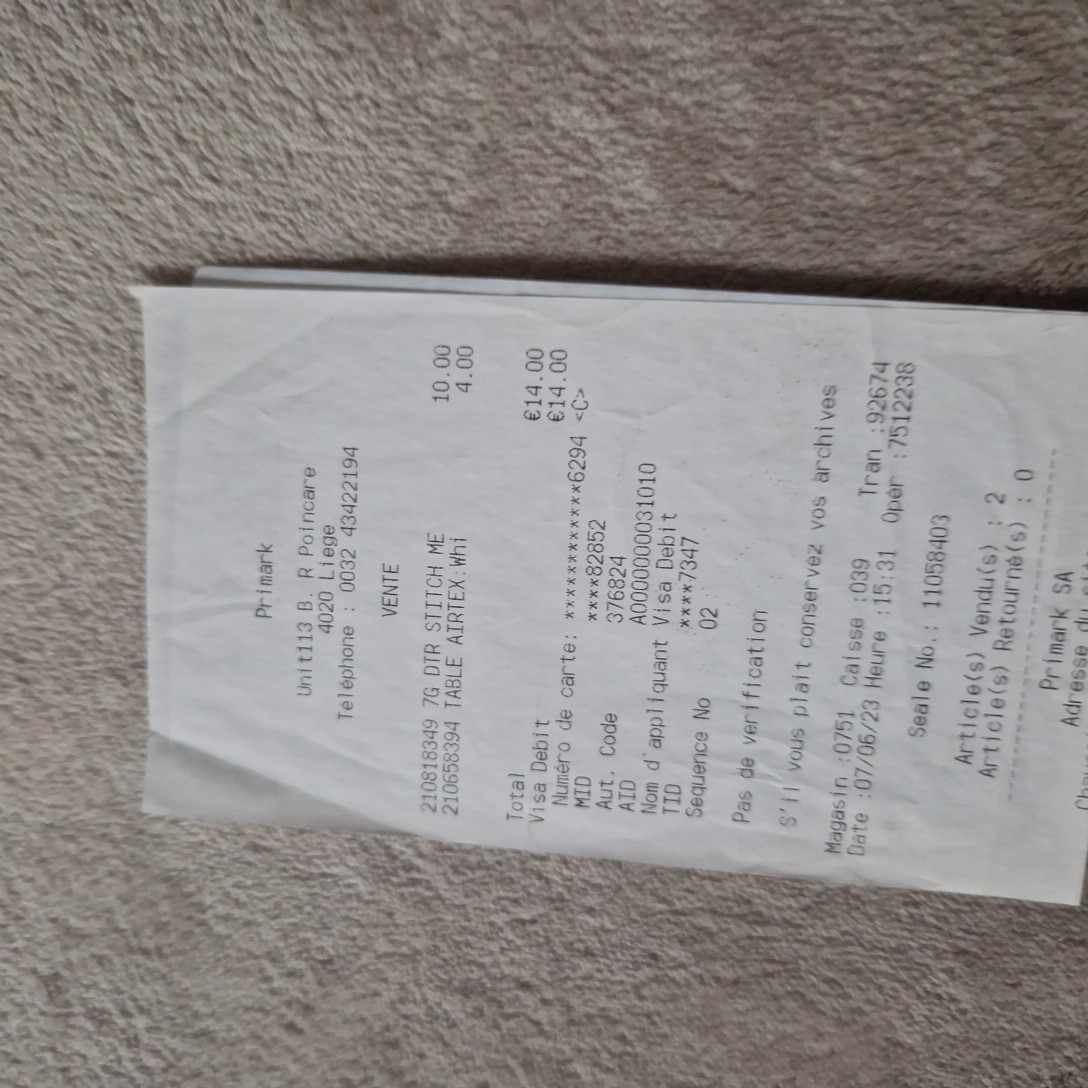 Primark
Unit113 B. R Poincare
4020 Liege
Teléphone : 0032 43422194
VENTE
210818349 7G DTR STITCH ME 10.00
210658394 TABLE AIRTEX:Whi 4.00
Total €14.00
Visa Debit €14.00
Numéro de carte: ************6294 <C>
MID ****82852
Aut. Code 376824
AID A0000000031010
Nom d'appliquant Visa Debit
TID ****7347
Sequence No 02
Pas de verification
S'il vous plait conservez vos archives
Magasin :0751 Caisse :039 Tran :92674
Date :07/06/23 Heure :15:31 Oper :7512238
Seale No.: 11058403
Article(s) Vendu(s) : 2
Article(s) Retourné(s) : 0
Primark SA
Adresse